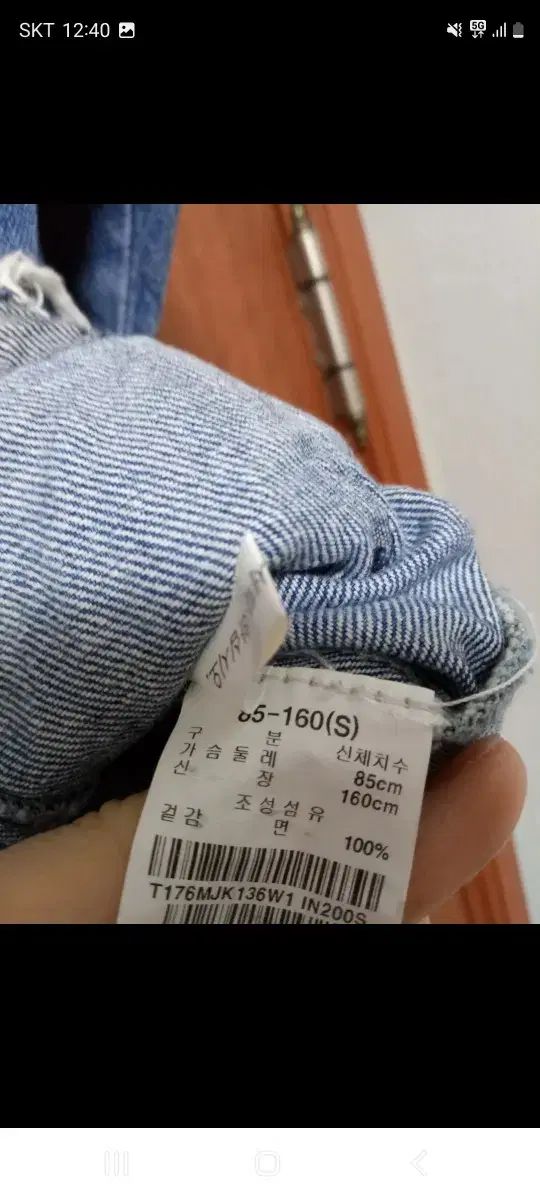 SKT 12:40
5G
85-160(S)
구 분 신체치수
가슴둘레 85cm
신 장 160cm
조성섬유
겉감 면 100%
T176MJK136W1 IN200S